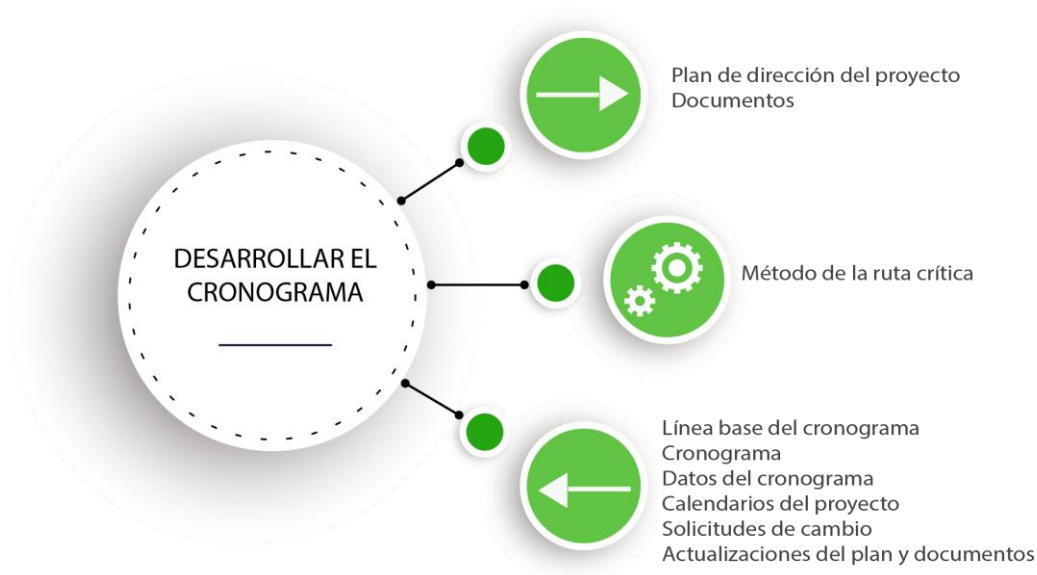 Plan de dirección del proyecto
Documentos
DESARROLLAR EL
CRONOGRAMA
Método de la ruta crítica
Línea base del cronograma
Cronograma
Datos del cronograma
Calendarios del proyecto
Solicitudes de cambio
Actualizaciones del plan y documentos